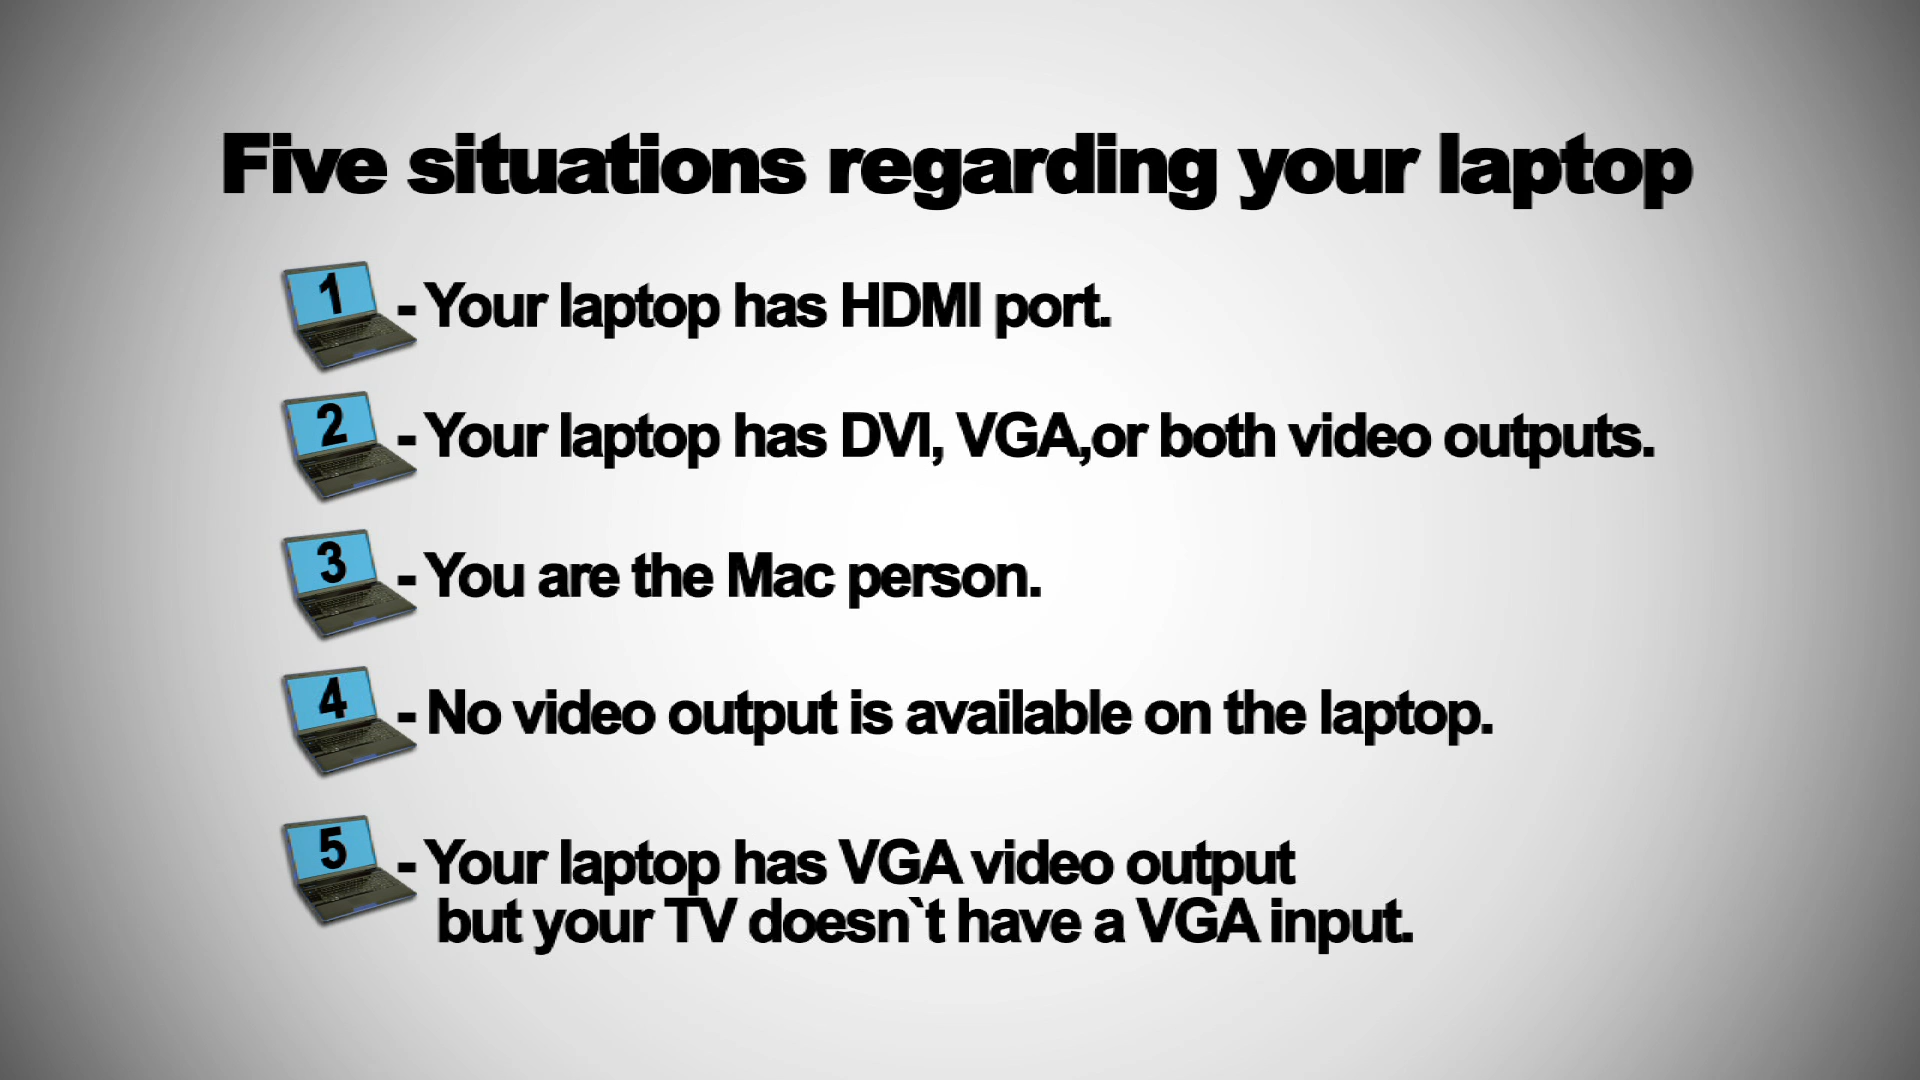 Five situations regarding your laptop
1 - Your laptop has HDMI port.
2 - Your laptop has DVI, VGA,or both video outputs.
3 - You are the Mac person.
4 - No video output is available on the laptop.
5 - Your laptop has VGA video output
but your TV doesn`t have a VGA input.